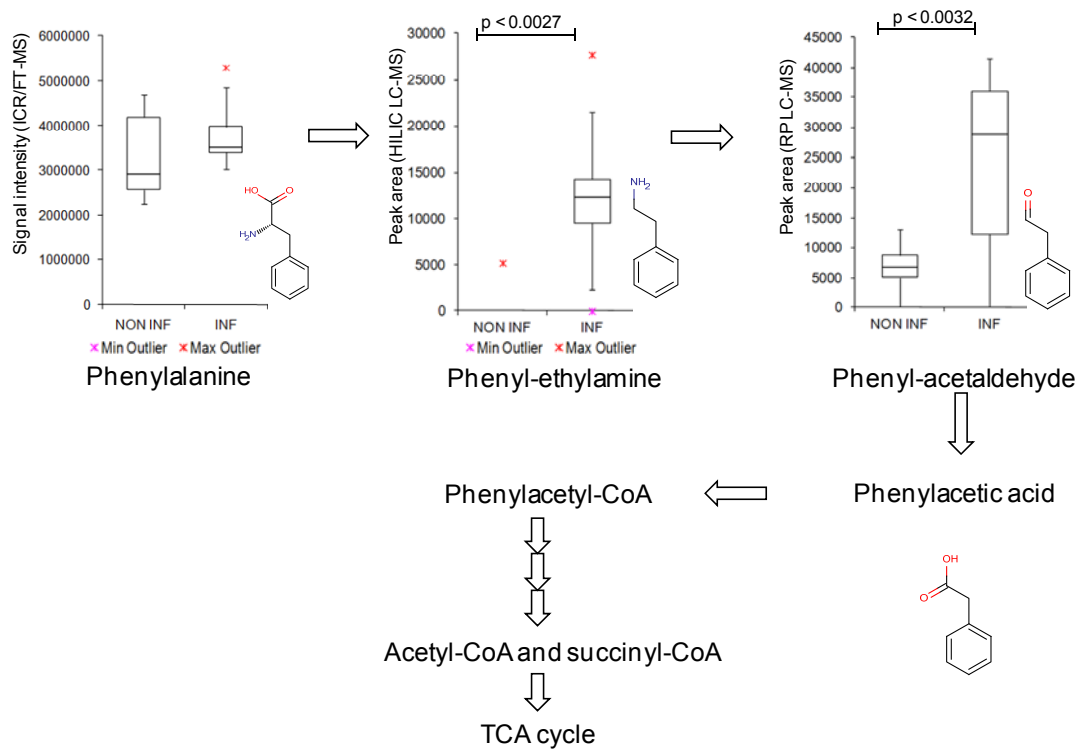 p < 0.0027
p < 0.0032
Signal intensity (ICR/FT-MS)
6000000
5000000
4000000
3000000
2000000
1000000
0
HO
O
H₂N
NON INF
INF
Min Outlier
Max Outlier
Phenylalanine
Peak area (HILIC LC-MS)
30000
25000
20000
15000
10000
5000
0
NH₂
NON INF
INF
Min Outlier
Max Outlier
Phenyl-ethylamine
Peak area (RP LC-MS)
45000
40000
35000
30000
25000
20000
15000
10000
5000
0
O
NON INF
INF
Phenyl-acetaldehyde
Phenylacetyl-CoA
Phenylacetic acid
OH
O
Acetyl-CoA and succinyl-CoA
TCA cycle